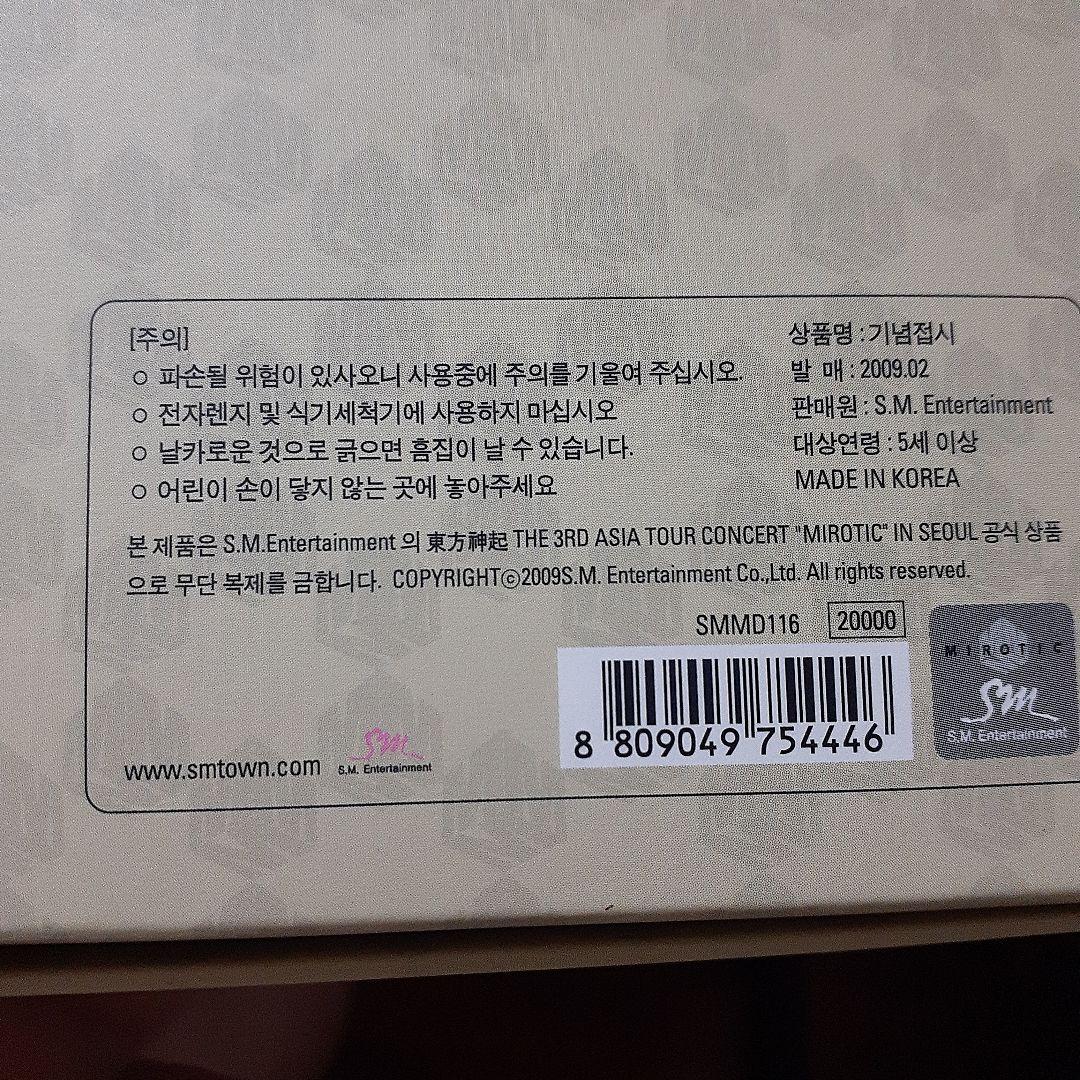 [주의]
○ 파손될 위험이 있사오니 사용중에 주의를 기울여 주십시오.
○ 전자렌지 및 식기세척기에 사용하지 마십시오
○ 날카로운 것으로 긁으면 흠집이 날 수 있습니다.
○ 어린이 손이 닿지 않는 곳에 놓아주세요
상품명 : 기념접시
발 매 : 2009.02
판매원 : S.M. Entertainment
대상연령 : 5세 이상
MADE IN KOREA
본 제품은 S.M.Entertainment 의 東方神起 THE 3RD ASIA TOUR CONCERT "MIROTIC" IN SEOUL 공식 상품
으로 무단 복제를 금합니다. COPYRIGHTⓒ2009S.M. Entertainment Co.,Ltd. All rights reserved.
SMMD116 20000
8 809049 754446
MIROTIC
SM
S.M. Entertainment
www.smtown.com
SM
S.M. Entertainment